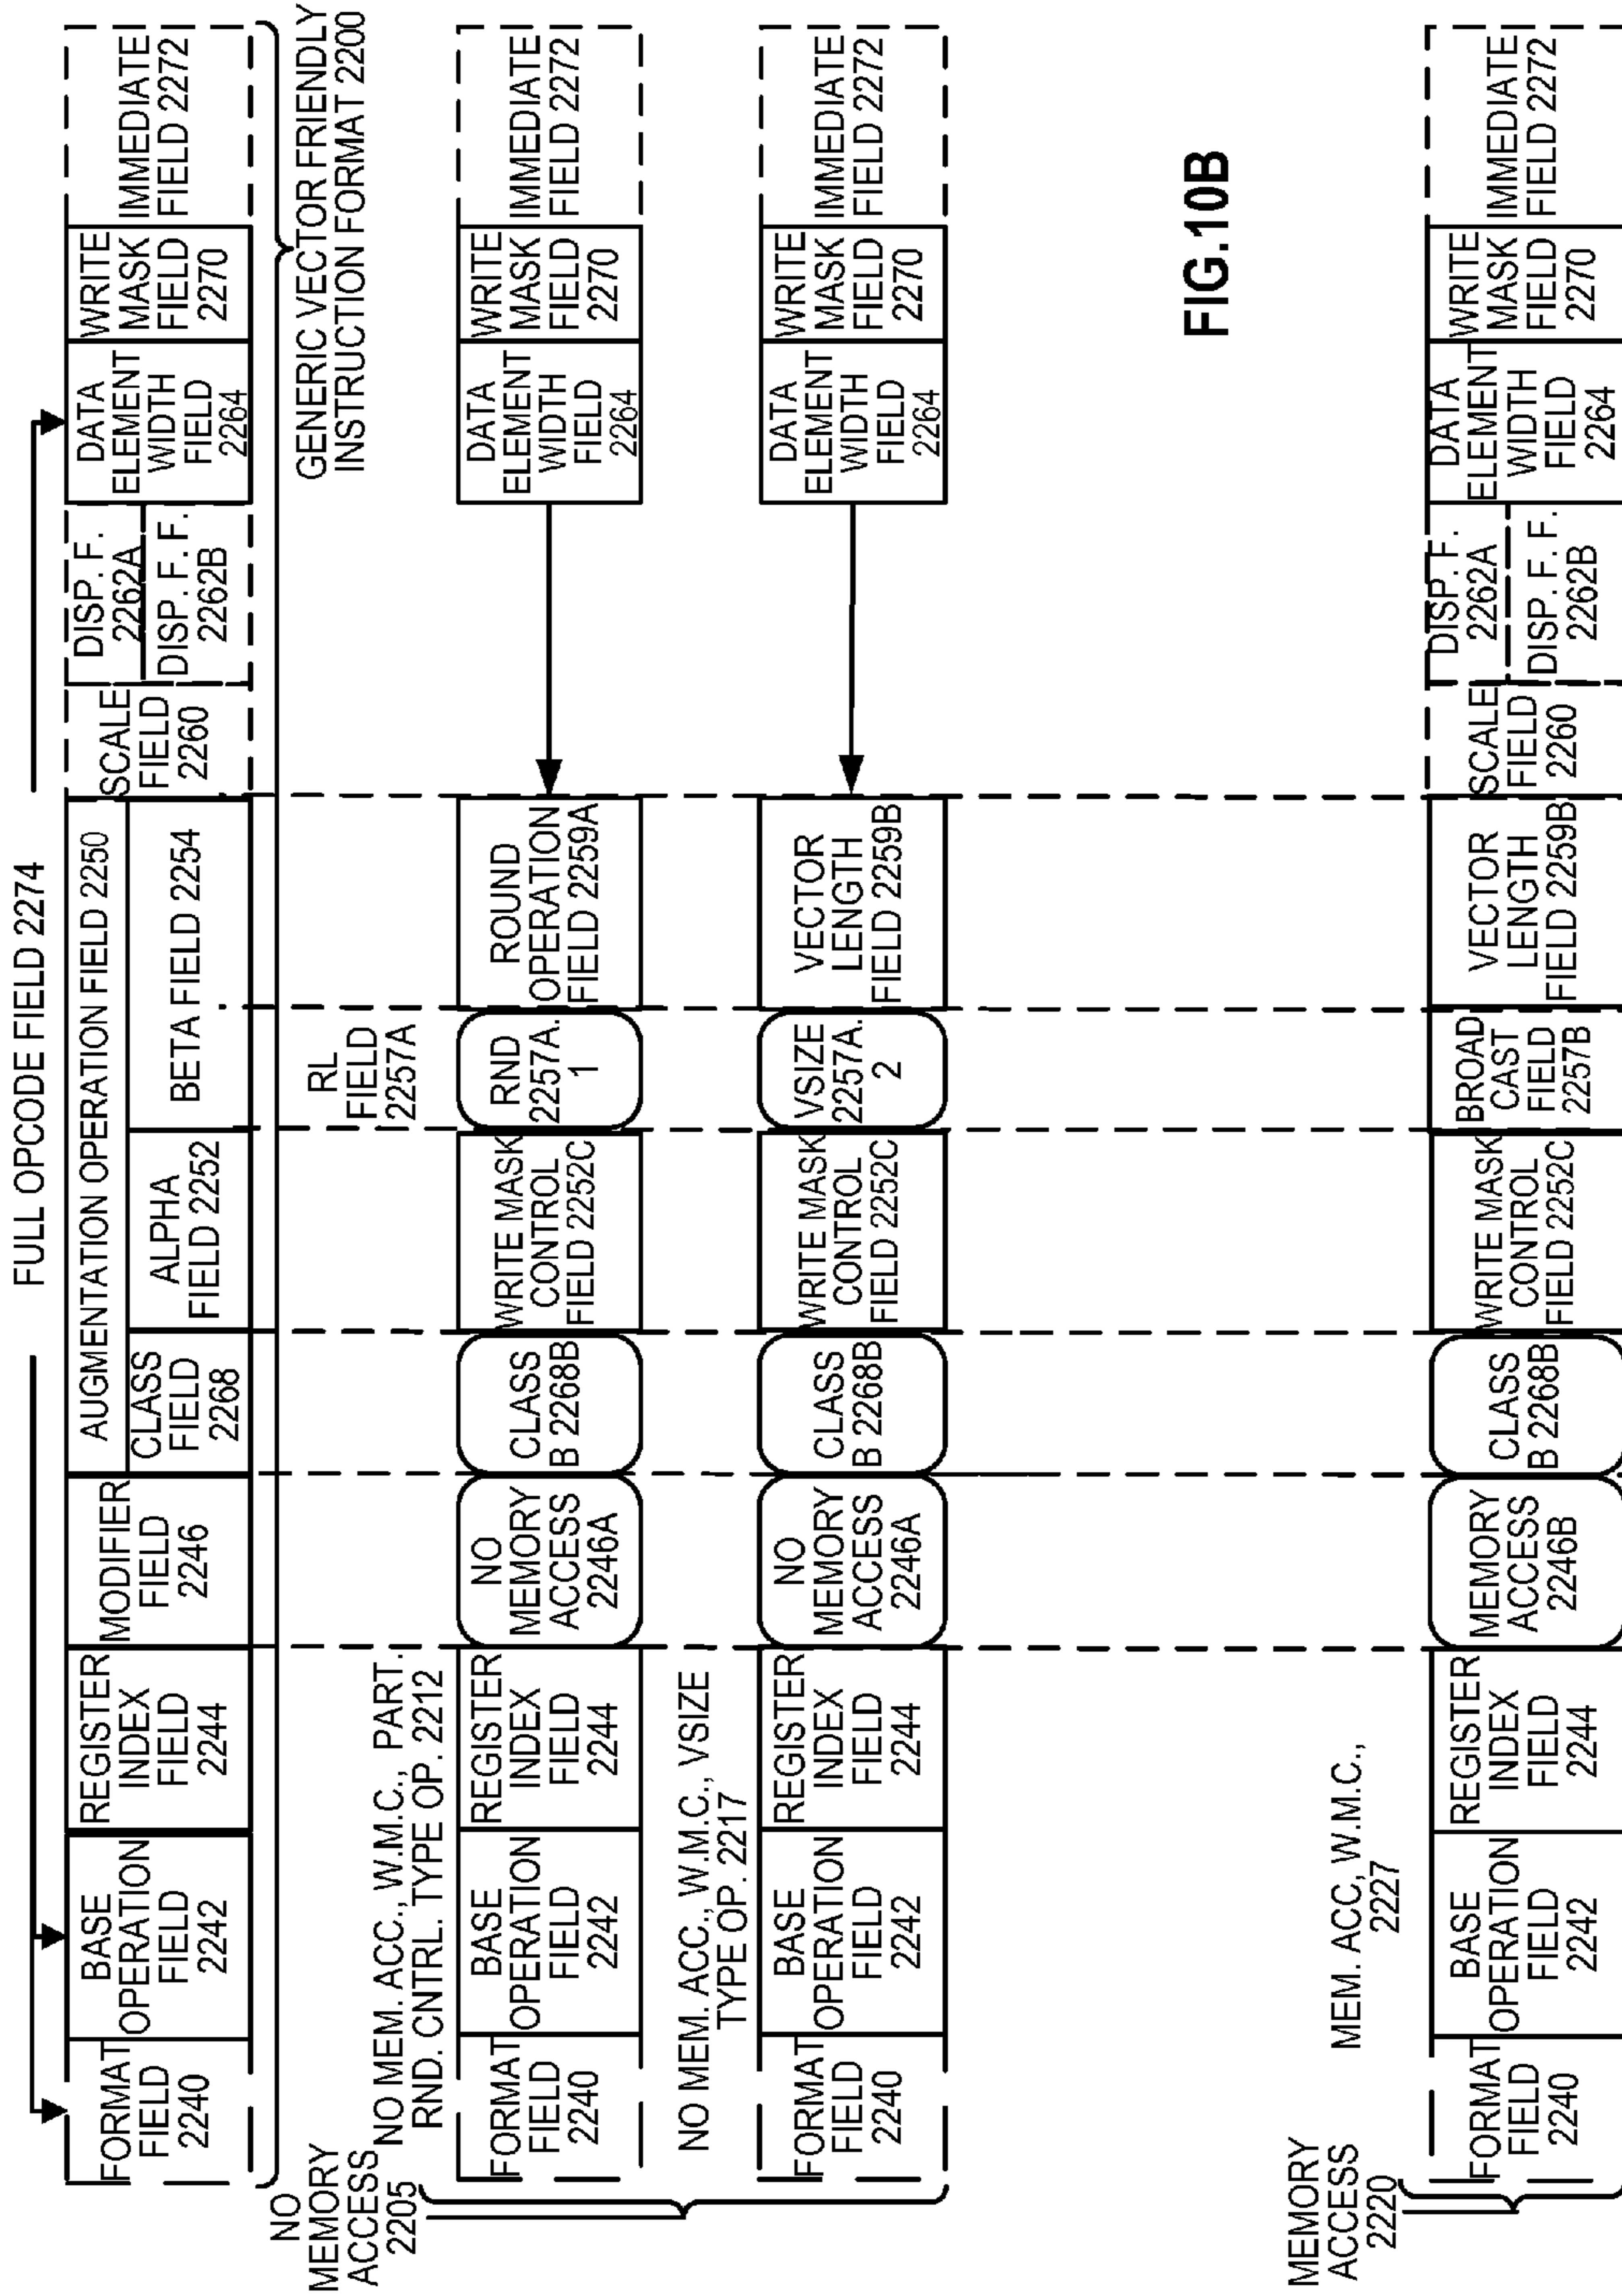 FULL OPCODE FIELD 2274
FORMAT
FIELD
2240
BASE
OPERATION
FIELD
2242
REGISTER
INDEX
FIELD
2244
MODIFIER
FIELD
2246
AUGMENTATION OPERATION FIELD 2250
CLASS
FIELD
2268
ALPHA
FIELD 2252
BETA FIELD 2254
SCALE
FIELD
2260
DISP. F.
2262A
DISP. F. F.
2262B
DATA
ELEMENT
WIDTH
FIELD
2264
WRITE
MASK
FIELD
2270
IMMEDIATE
FIELD 2272
GENERIC VECTOR FRIENDLY
INSTRUCTION FORMAT 2200
NO
MEMORY
ACCESS
2205
RL
FIELD
2257A
NO MEM. ACC., W.M.C., PART.
RND. CNTRL. TYPE OP. 2212
FORMAT
FIELD
2240
BASE
OPERATION
FIELD
2242
REGISTER
INDEX
FIELD
2244
NO
MEMORY
ACCESS
2246A
CLASS
B 2268B
WRITE MASK
CONTROL
FIELD 2252C
RND
2257A.
1
ROUND
OPERATION
FIELD 2259A
DATA
ELEMENT
WIDTH
FIELD
2264
WRITE
MASK
FIELD
2270
IMMEDIATE
FIELD 2272
NO MEM. ACC., W.M.C., VSIZE
TYPE OP. 2217
FORMAT
FIELD
2240
BASE
OPERATION
FIELD
2242
REGISTER
INDEX
FIELD
2244
NO
MEMORY
ACCESS
2246A
CLASS
B 2268B
WRITE MASK
CONTROL
FIELD 2252C
VSIZE
2257A.
2
VECTOR
LENGTH
FIELD 2259B
DATA
ELEMENT
WIDTH
FIELD
2264
WRITE
MASK
FIELD
2270
IMMEDIATE
FIELD 2272
FIG.10B
MEMORY
ACCESS
2220
MEM. ACC, W.M.C.,
2227
FORMAT
FIELD
2240
BASE
OPERATION
FIELD
2242
REGISTER
INDEX
FIELD
2244
MEMORY
ACCESS
2246B
CLASS
B 2268B
WRITE MASK
CONTROL
FIELD 2252C
BROAD
CAST
FIELD
2257B
VECTOR
LENGTH
FIELD 2259B
SCALE
FIELD
2260
DISP. F.
2262A
DISP. F. F.
2262B
DATA
ELEMENT
WIDTH
FIELD
2264
WRITE
MASK
FIELD
2270
IMMEDIATE
FIELD 2272